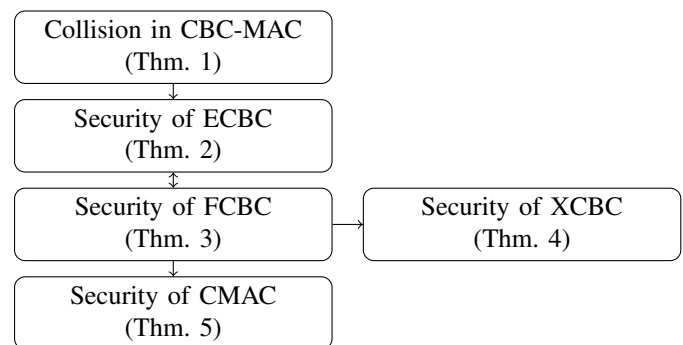 Collision in CBC-MAC
(Thm. 1)
Security of ECBC
(Thm. 2)
Security of FCBC
(Thm. 3)
Security of XCBC
(Thm. 4)
Security of CMAC
(Thm. 5)